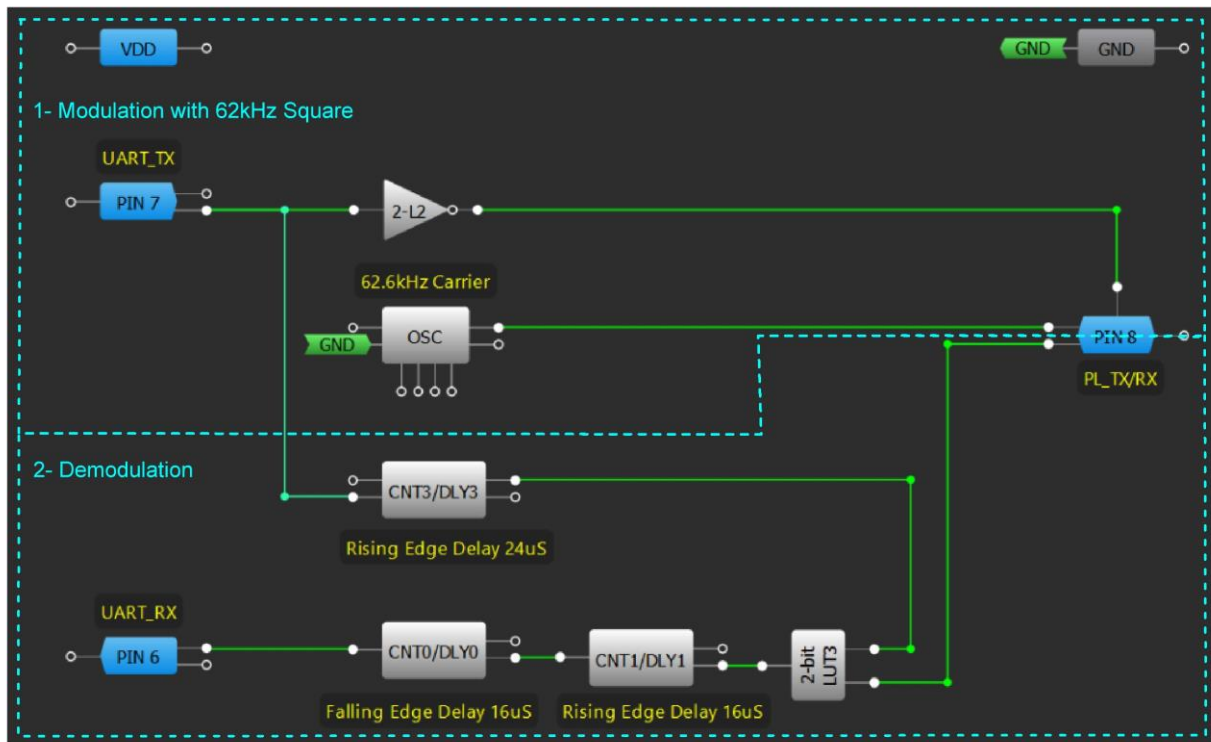 VDD
GND
GND
1- Modulation with 62kHz Square
UART_TX
PIN 7
2-L2
62.6kHz Carrier
OSC
GND
PIN 8
PL_TX/RX
2- Demodulation
CNT3/DLY3
Rising Edge Delay 24uS
UART_RX
PIN 6
CNT0/DLY0
CNT1/DLY1
2-bit
LUT3
Falling Edge Delay 16uS
Rising Edge Delay 16uS